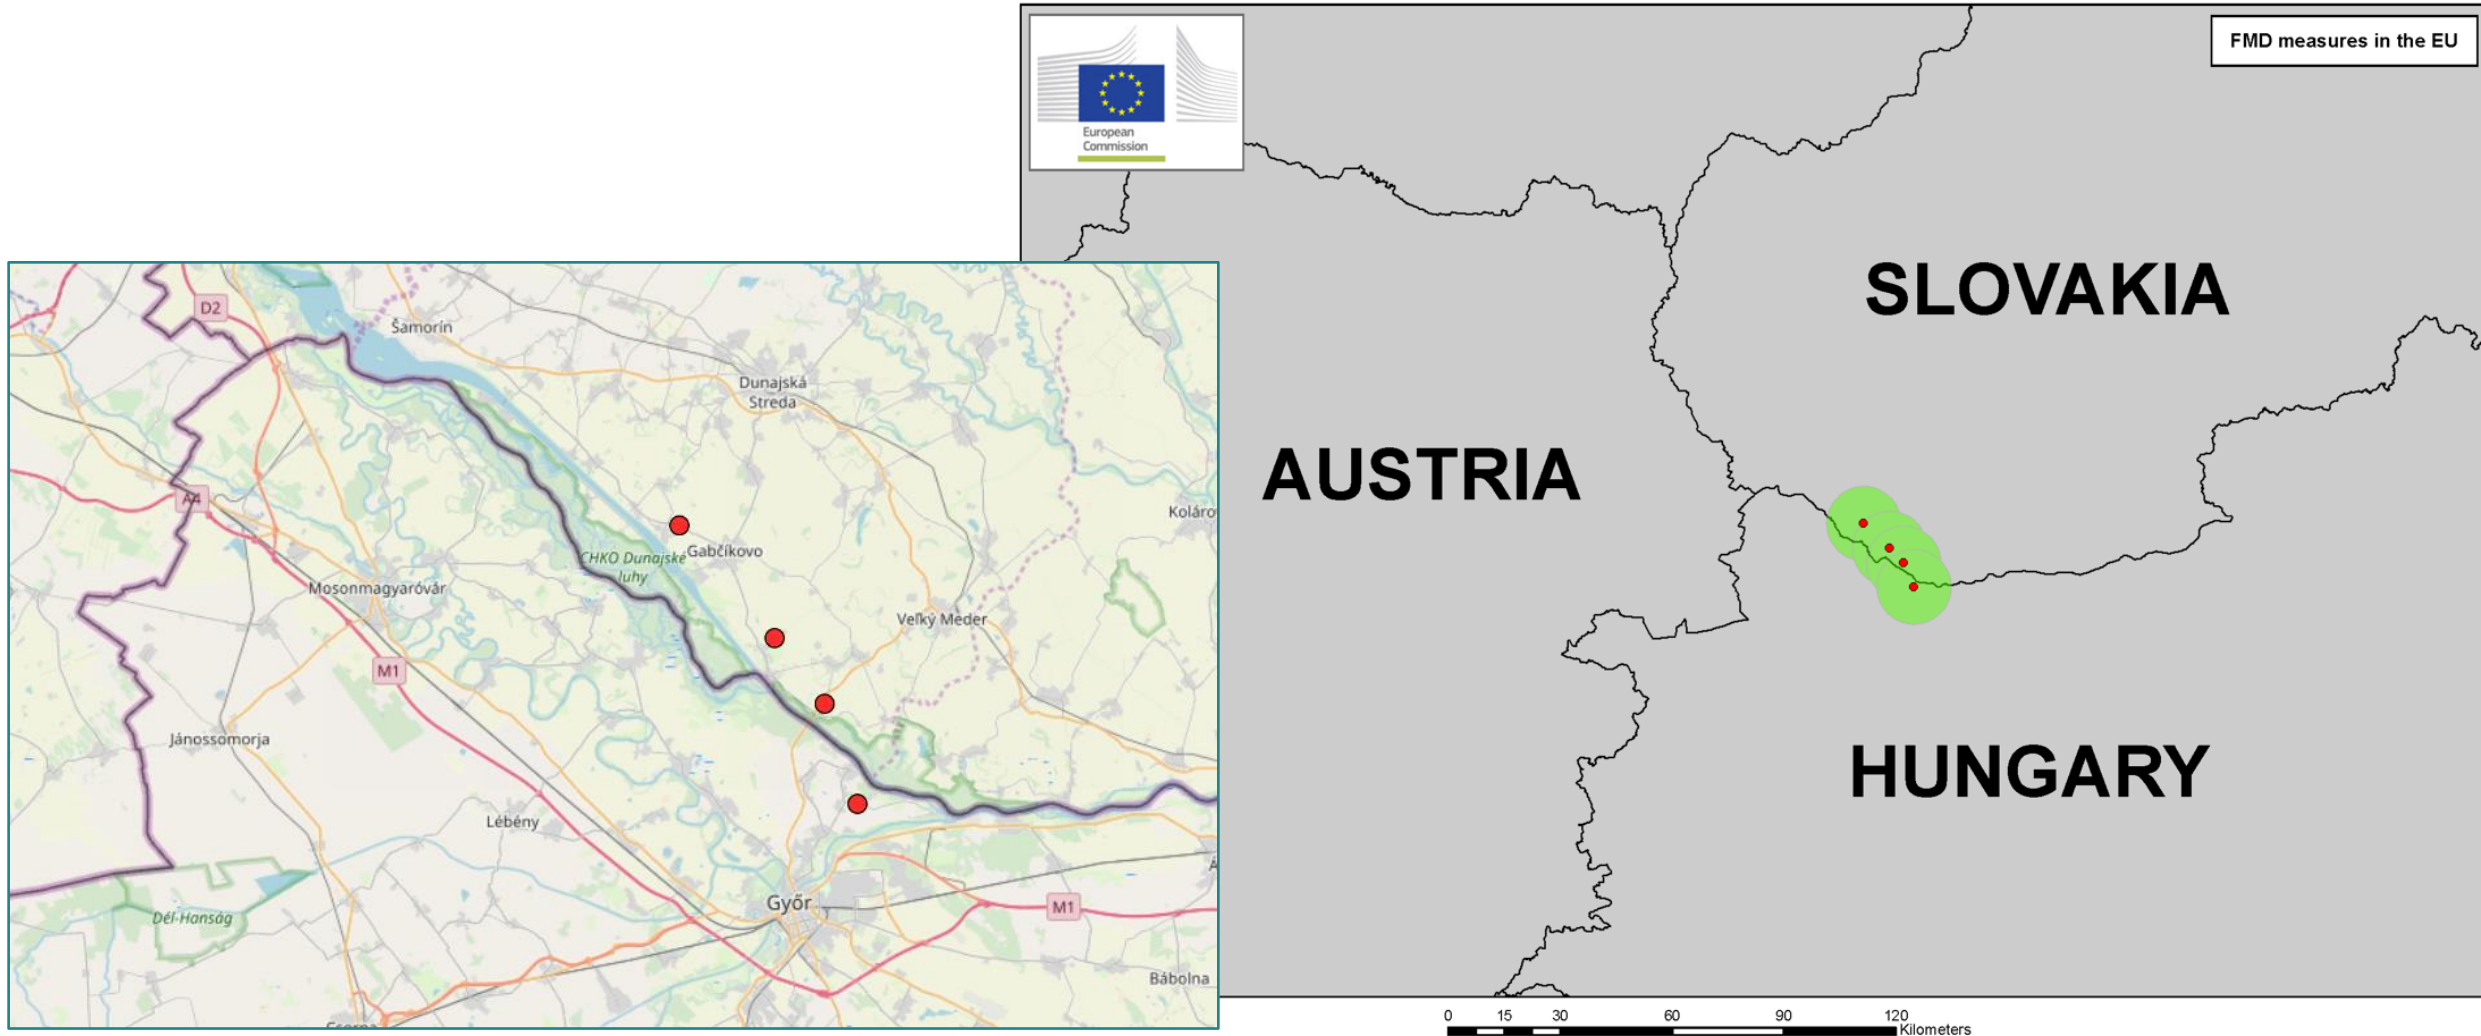 FMD measures in the EU
European
Commission
SLOVAKIA
AUSTRIA
HUNGARY
D2
Šamorín
Dunajská
Streda
A4
Koláro
Gabčíkovo
CHKO Dunajské
luhy
Mosonmagyaróvár
Veľký Meder
M1
Jánossomorja
Lébény
Győr
M1
Dél-Hanság
Bábolna
0 15 30 60 90 120
Kilometers